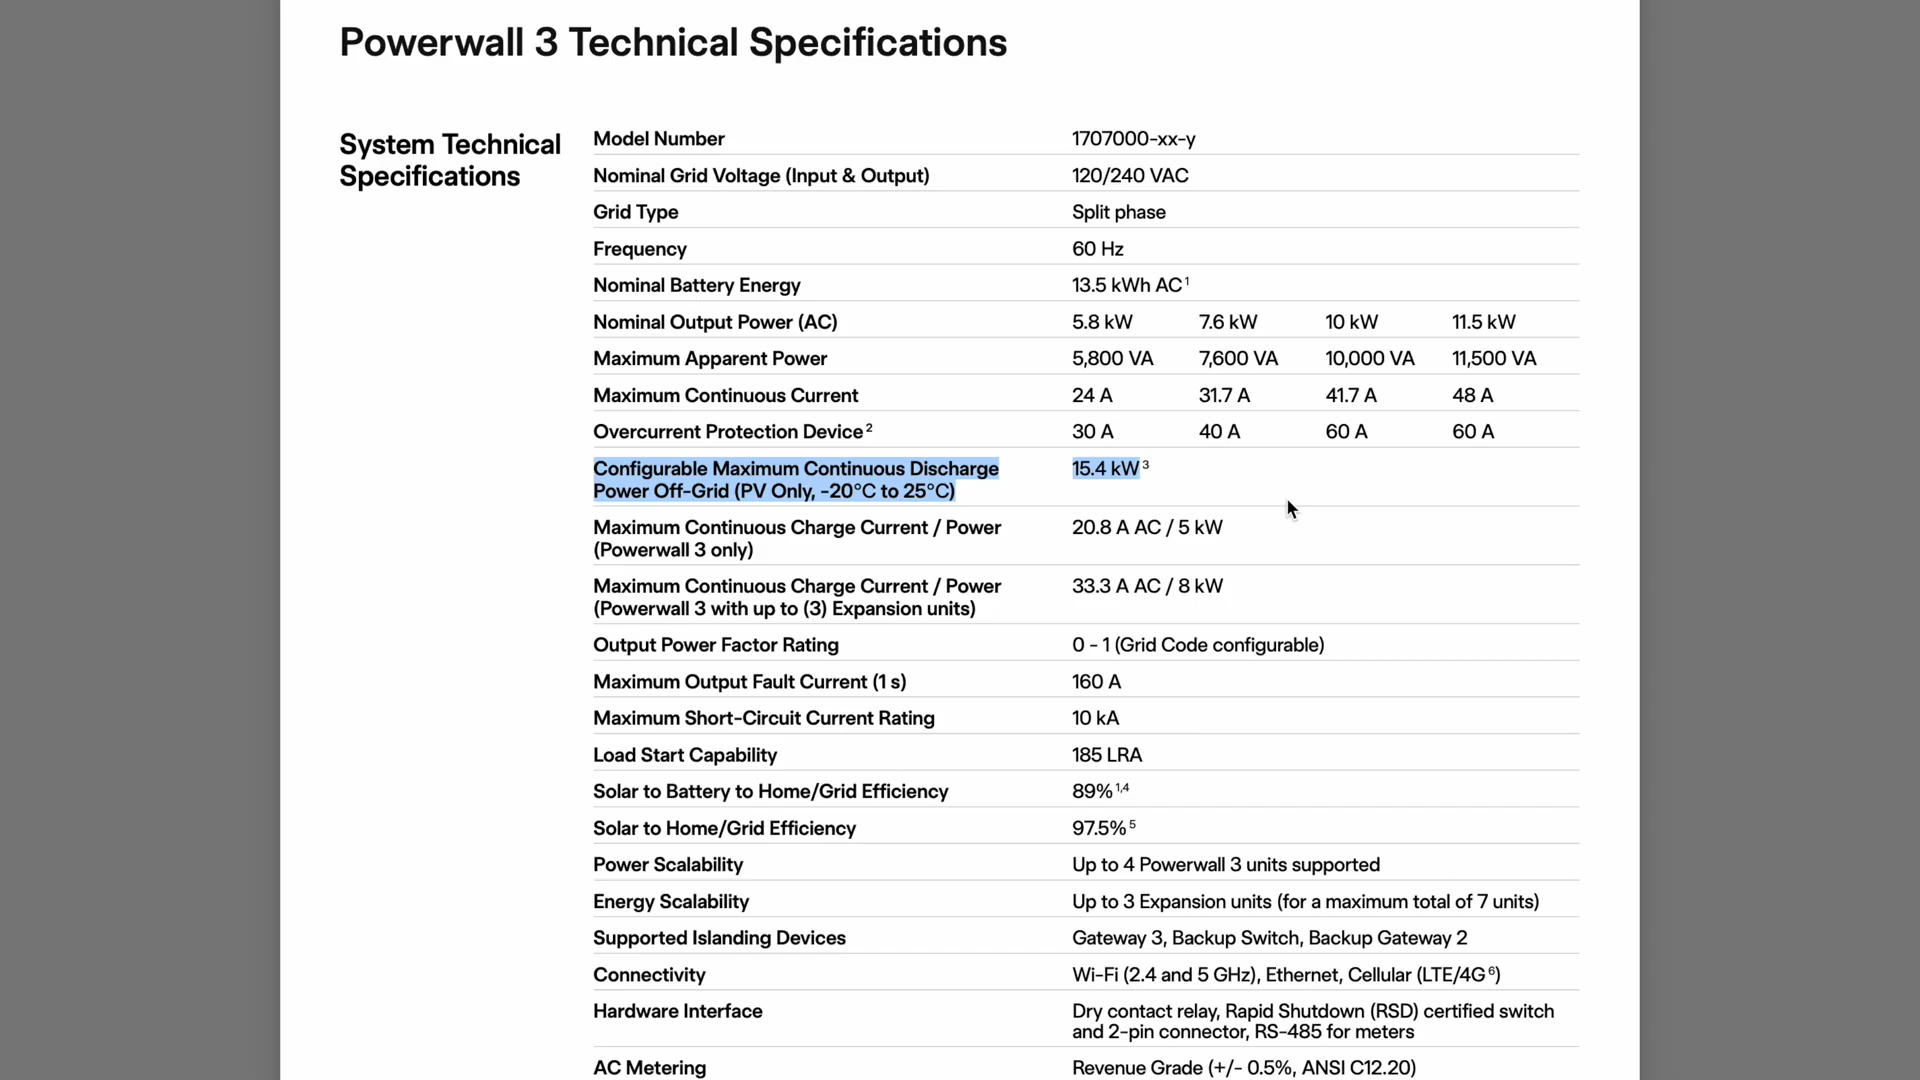 Powerwall 3 Technical Specifications
System Technical
Specifications
Model Number 1707000-xx-y
Nominal Grid Voltage (Input & Output) 120/240 VAC
Grid Type Split phase
Frequency 60 Hz
Nominal Battery Energy 13.5 kWh AC¹
Nominal Output Power (AC) 5.8 kW 7.6 kW 10 kW 11.5 kW
Maximum Apparent Power 5,800 VA 7,600 VA 10,000 VA 11,500 VA
Maximum Continuous Current 24 A 31.7 A 41.7 A 48 A
Overcurrent Protection Device² 30 A 40 A 60 A 60 A
Configurable Maximum Continuous Discharge 15.4 kW³
Power Off-Grid (PV Only, -20°C to 25°C)
Maximum Continuous Charge Current / Power 20.8 A AC / 5 kW
(Powerwall 3 only)
Maximum Continuous Charge Current / Power 33.3 A AC / 8 kW
(Powerwall 3 with up to (3) Expansion units)
Output Power Factor Rating 0 - 1 (Grid Code configurable)
Maximum Output Fault Current (1 s) 160 A
Maximum Short-Circuit Current Rating 10 kA
Load Start Capability 185 LRA
Solar to Battery to Home/Grid Efficiency 89%¹,⁴
Solar to Home/Grid Efficiency 97.5%⁵
Power Scalability Up to 4 Powerwall 3 units supported
Energy Scalability Up to 3 Expansion units (for a maximum total of 7 units)
Supported Islanding Devices Gateway 3, Backup Switch, Backup Gateway 2
Connectivity Wi-Fi (2.4 and 5 GHz), Ethernet, Cellular (LTE/4G⁶)
Hardware Interface Dry contact relay, Rapid Shutdown (RSD) certified switch
and 2-pin connector, RS-485 for meters
AC Metering Revenue Grade (+/- 0.5%, ANSI C12.20)